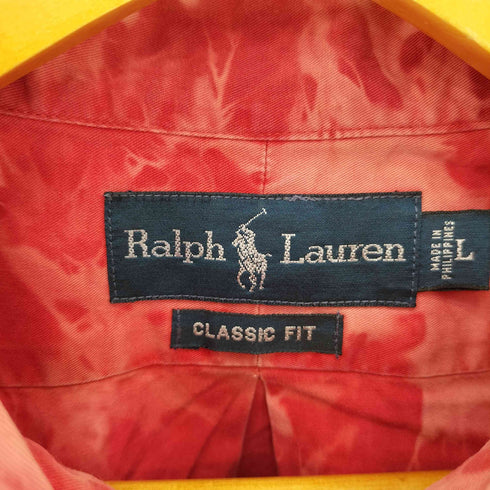 Ralph Lauren
MADE IN
PHILIPPINES
L
CLASSIC FIT